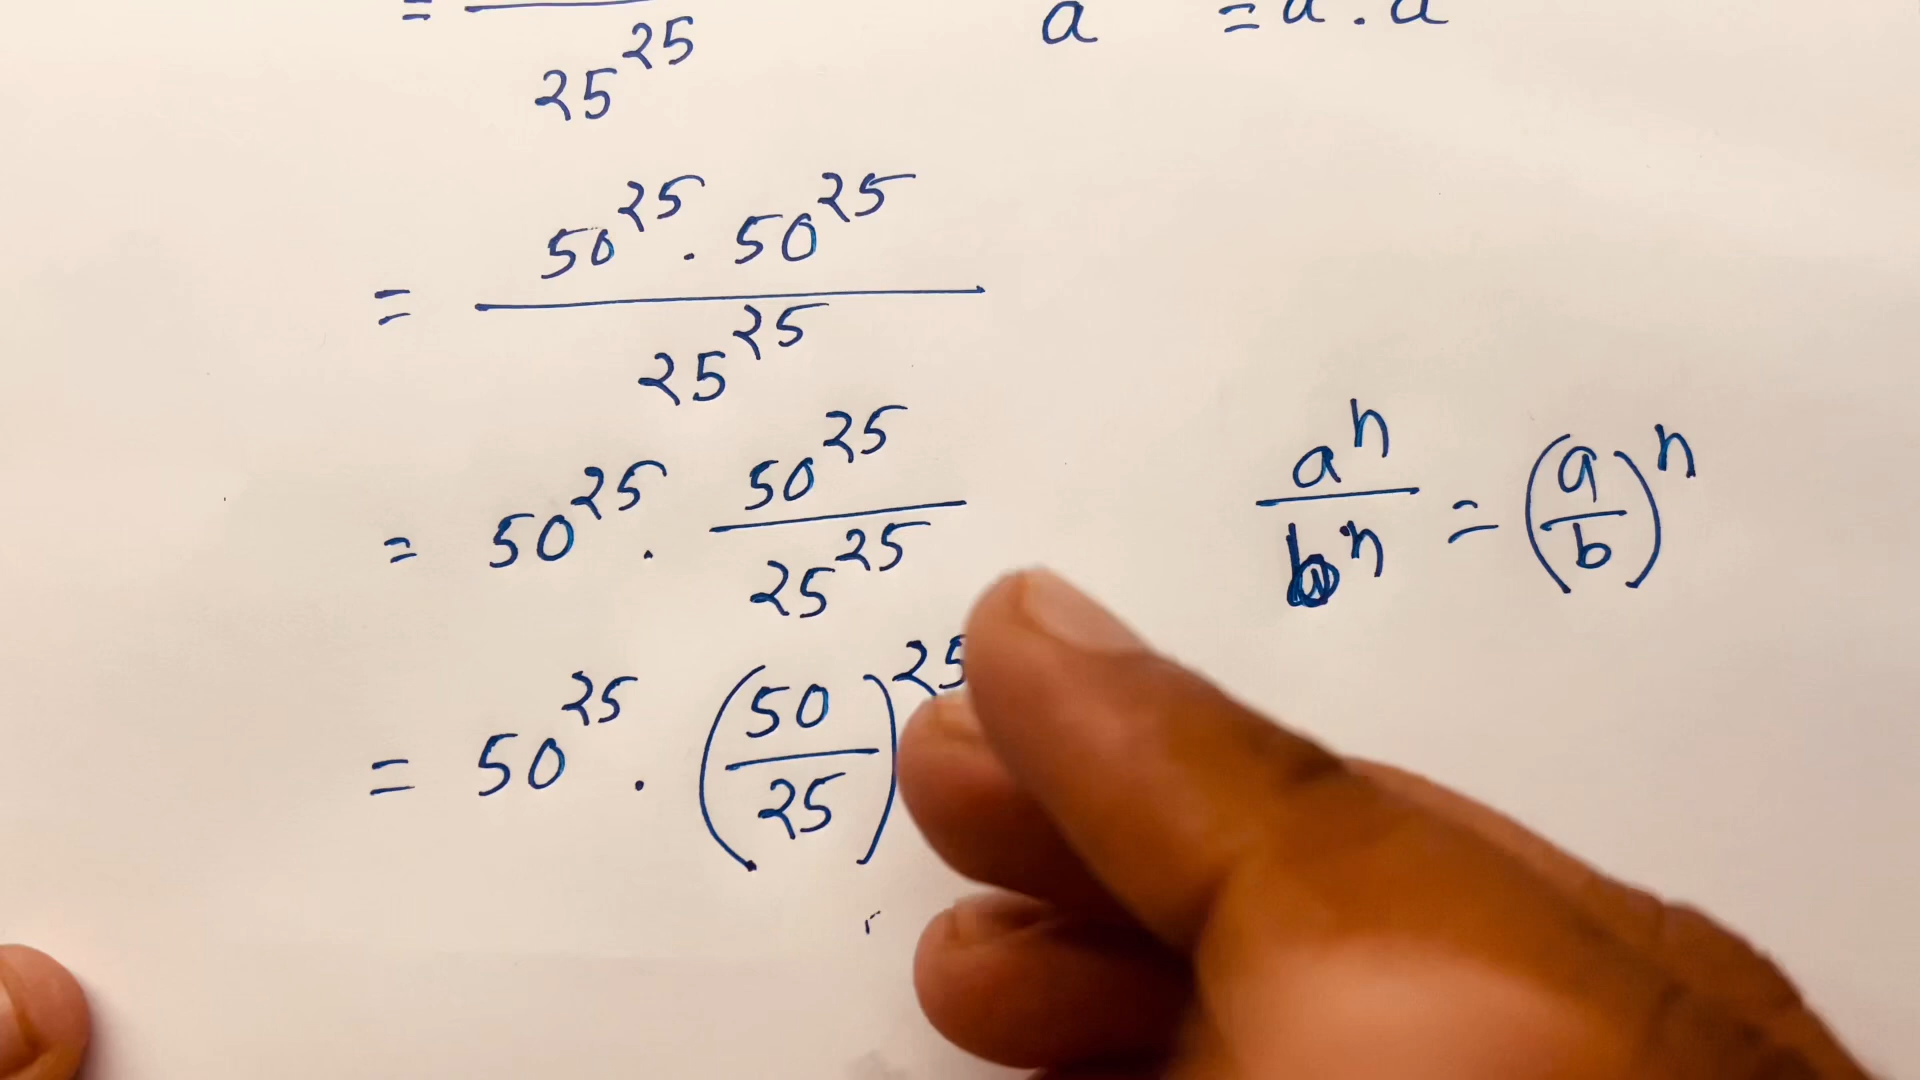 = ―
25^25
a = a . a
= (50^25 . 50^25) / 25^25
= 50^25 . 50^25 / 25^25
a^n / b^n = (a/b)^n
= 50^25 . (50/25)^25